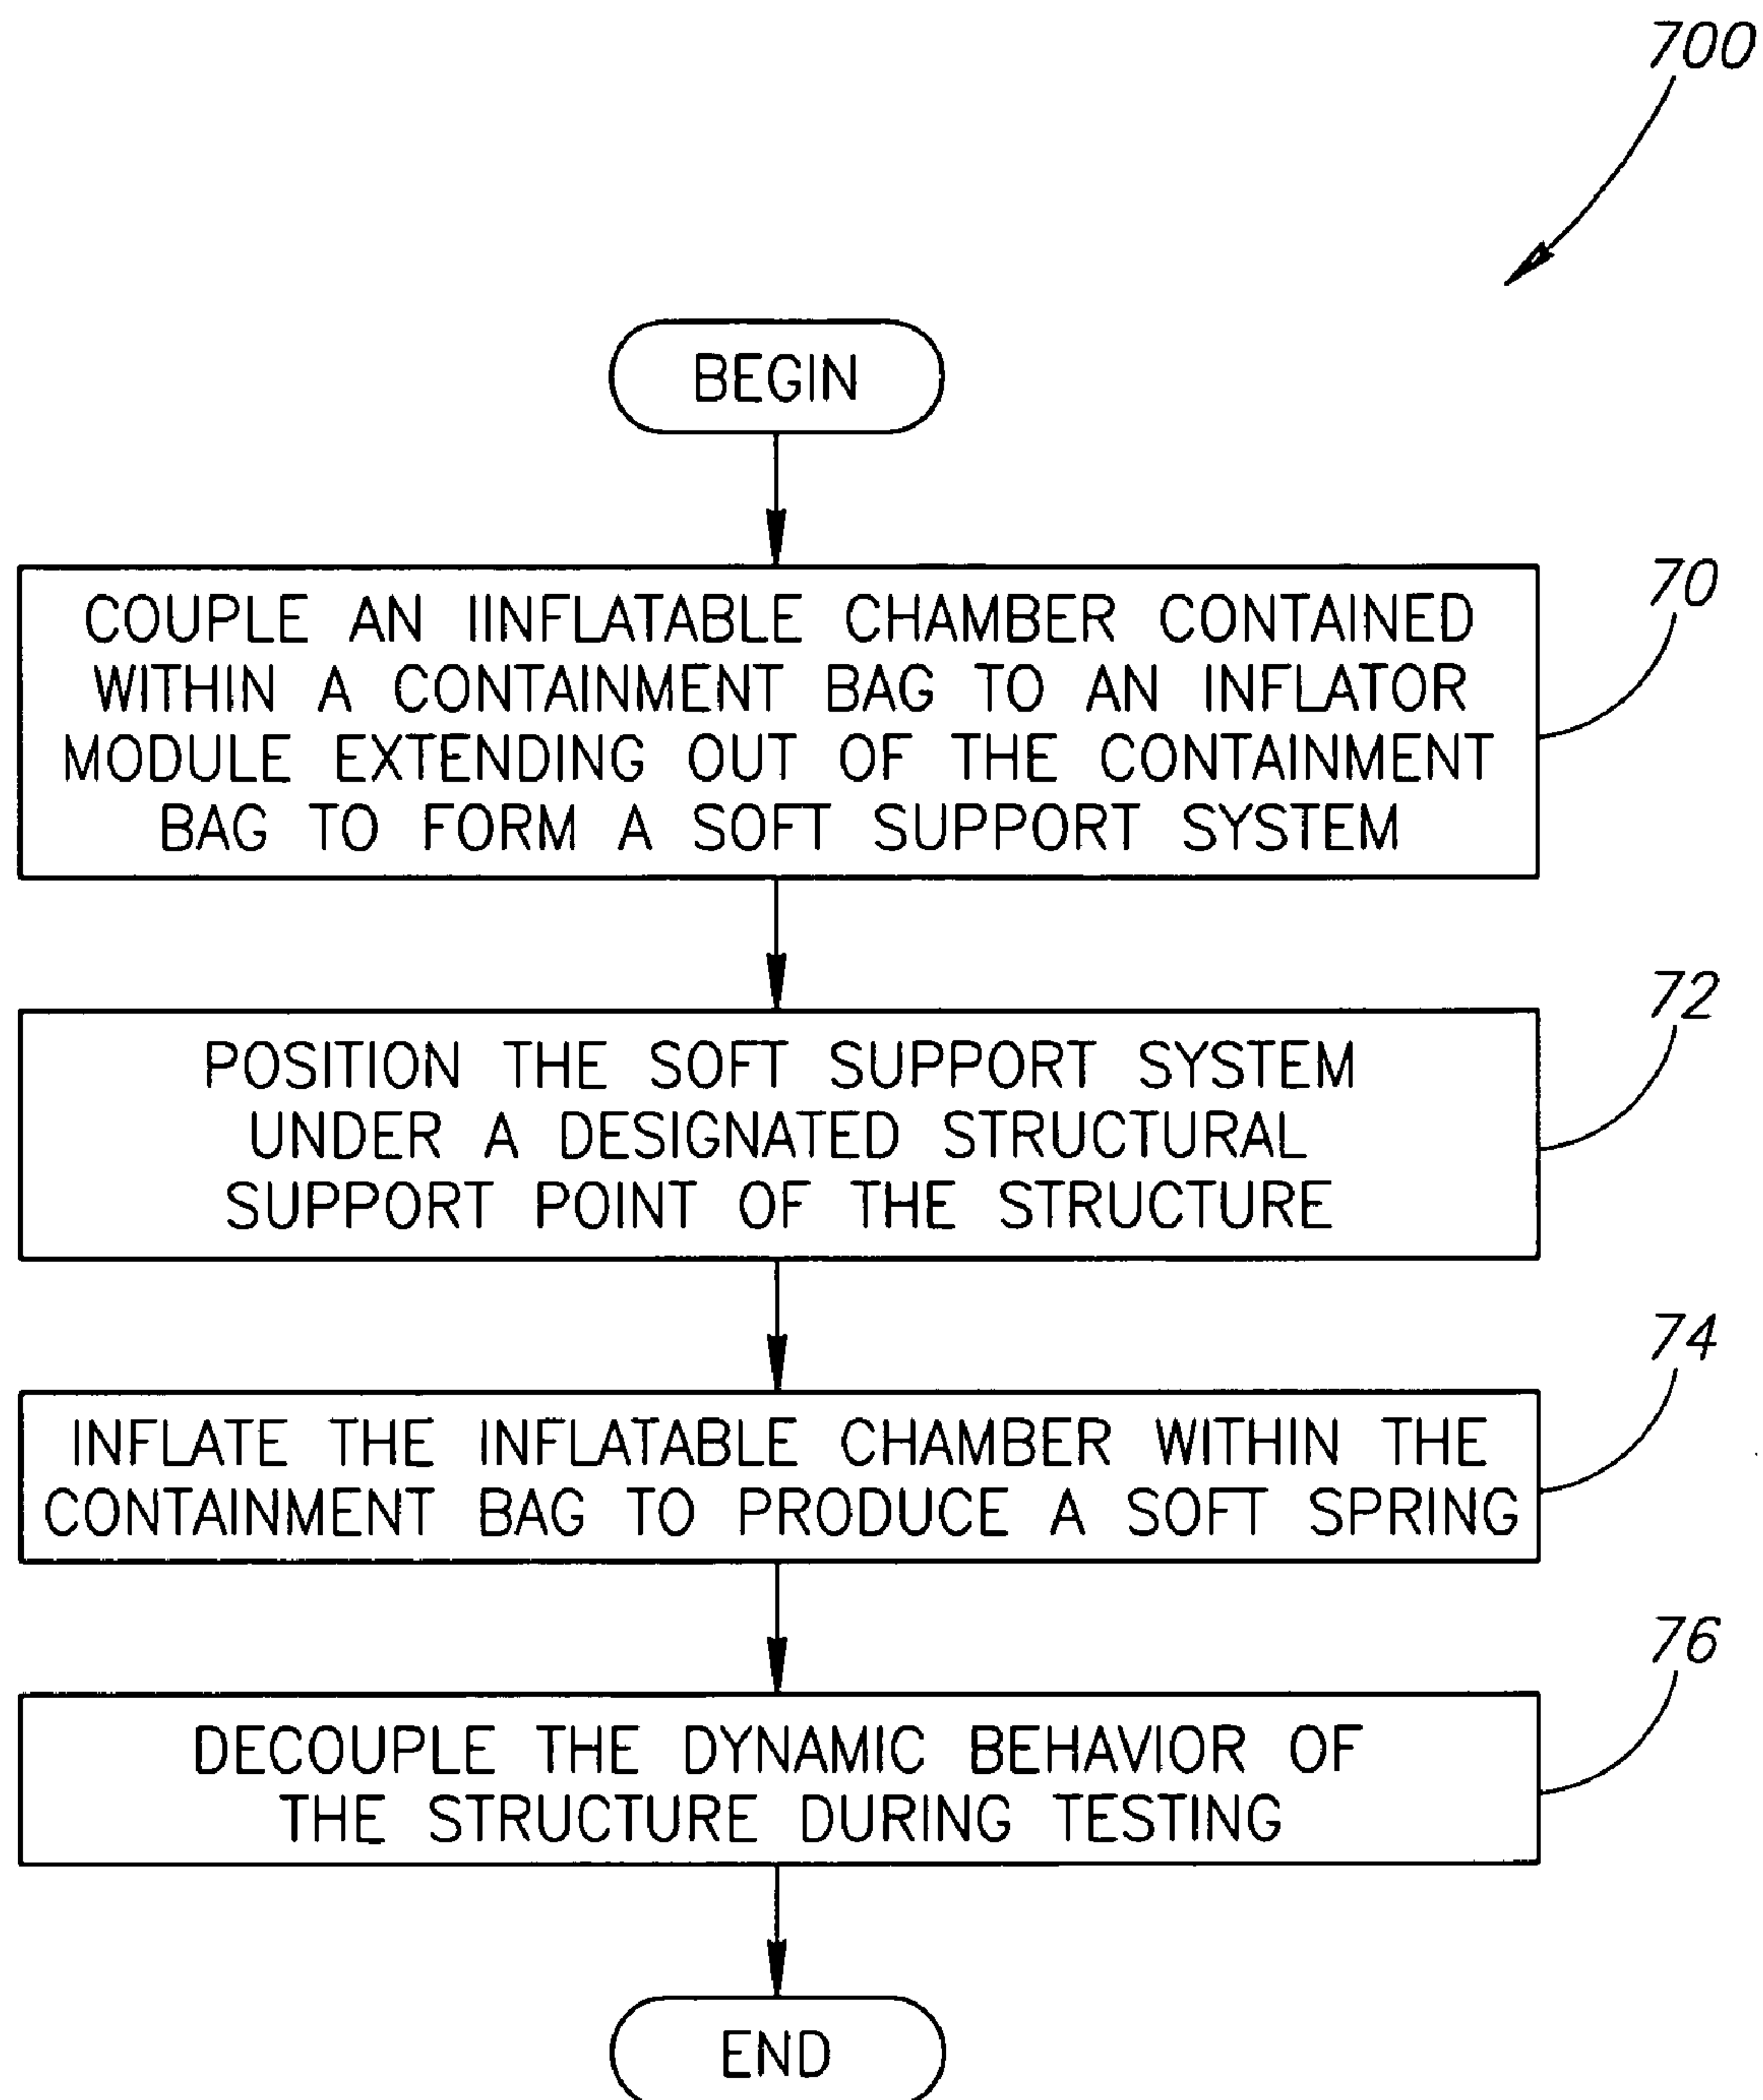 700
BEGIN
70
COUPLE AN IINFLATABLE CHAMBER CONTAINED
WITHIN A CONTAINMENT BAG TO AN INFLATOR
MODULE EXTENDING OUT OF THE CONTAINMENT
BAG TO FORM A SOFT SUPPORT SYSTEM
72
POSITION THE SOFT SUPPORT SYSTEM
UNDER A DESIGNATED STRUCTURAL
SUPPORT POINT OF THE STRUCTURE
74
INFLATE THE INFLATABLE CHAMBER WITHIN THE
CONTAINMENT BAG TO PRODUCE A SOFT SPRING
76
DECOUPLE THE DYNAMIC BEHAVIOR OF
THE STRUCTURE DURING TESTING
END